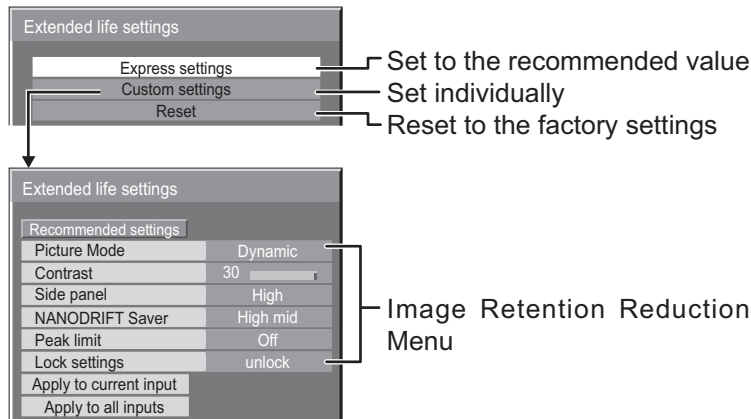 Extended life settings
Express settings
Custom settings
Reset
Set to the recommended value
Set individually
Reset to the factory settings
Extended life settings
Recommended settings
Picture Mode Dynamic
Contrast 30
Side panel High
NANODRIFT Saver High mid
Peak limit Off
Lock settings unlock
Apply to current input
Apply to all inputs
Image Retention Reduction
Menu